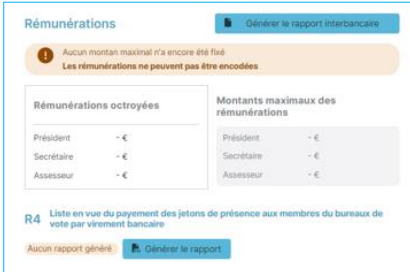 Rémunérations
Générer le rapport interbancaire
Aucun montan maximal n'a encore été fixé
Les rémunérations ne peuvent pas être encodées
Rémunérations octroyées
Président - €
Secrétaire - €
Assesseur - €
Montants maximaux des
rémunérations
Président - €
Secrétaire - €
Assesseur - €
R4 Liste en vue du payement des jetons de présence aux membres du bureaux de
vote par virement bancaire
Aucun rapport généré
Générer le rapport